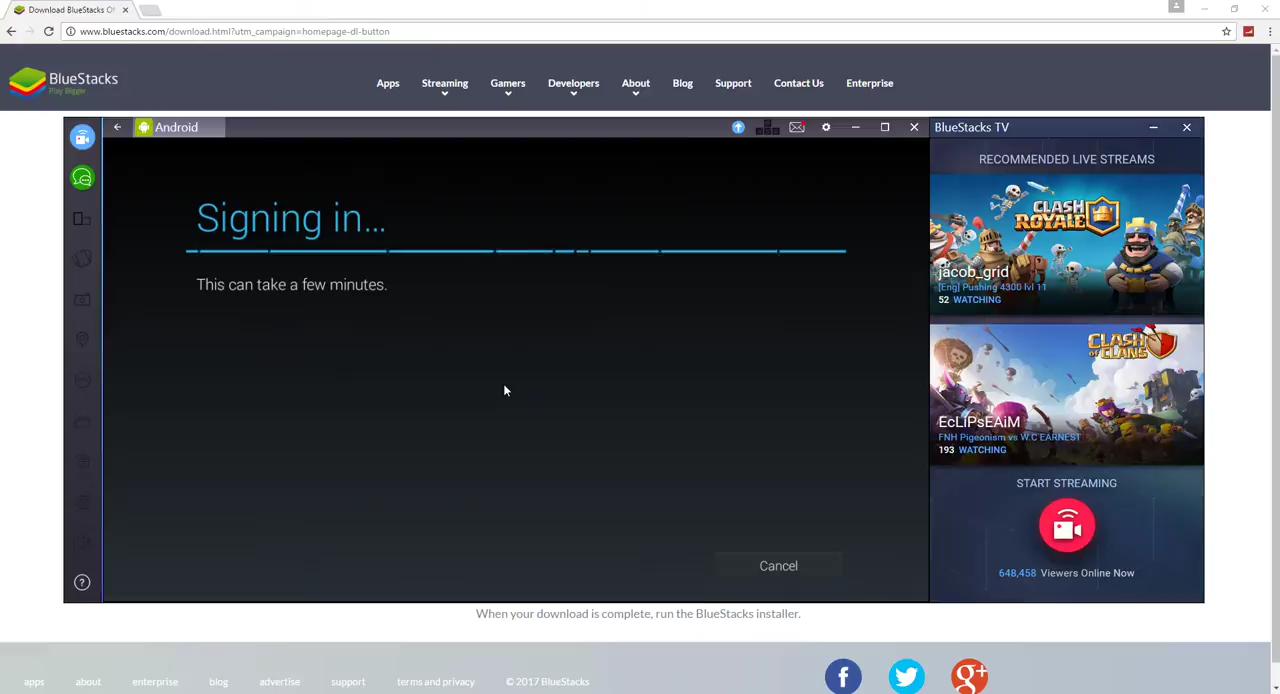 Download BlueStacks Of
www.bluestacks.com/download.html?utm_campaign=homepage-dl-button
BlueStacks
Play Bigger
Apps Streaming Gamers Developers About Blog Support Contact Us Enterprise
Android
BlueStacks TV
Signing in...
This can take a few minutes.
Cancel
RECOMMENDED LIVE STREAMS
CLASH
ROYALE
jacob_grid
[Eng] Pushing 4300 lvl 11
52 WATCHING
CLASH
OF CLANS
EcLiPsEAiM
FNH Pigeonism vs W.C EARNEST
193 WATCHING
START STREAMING
648,458 Viewers Online Now
When your download is complete, run the BlueStacks installer.
apps about enterprise blog advertise support terms and privacy © 2017 BlueStacks